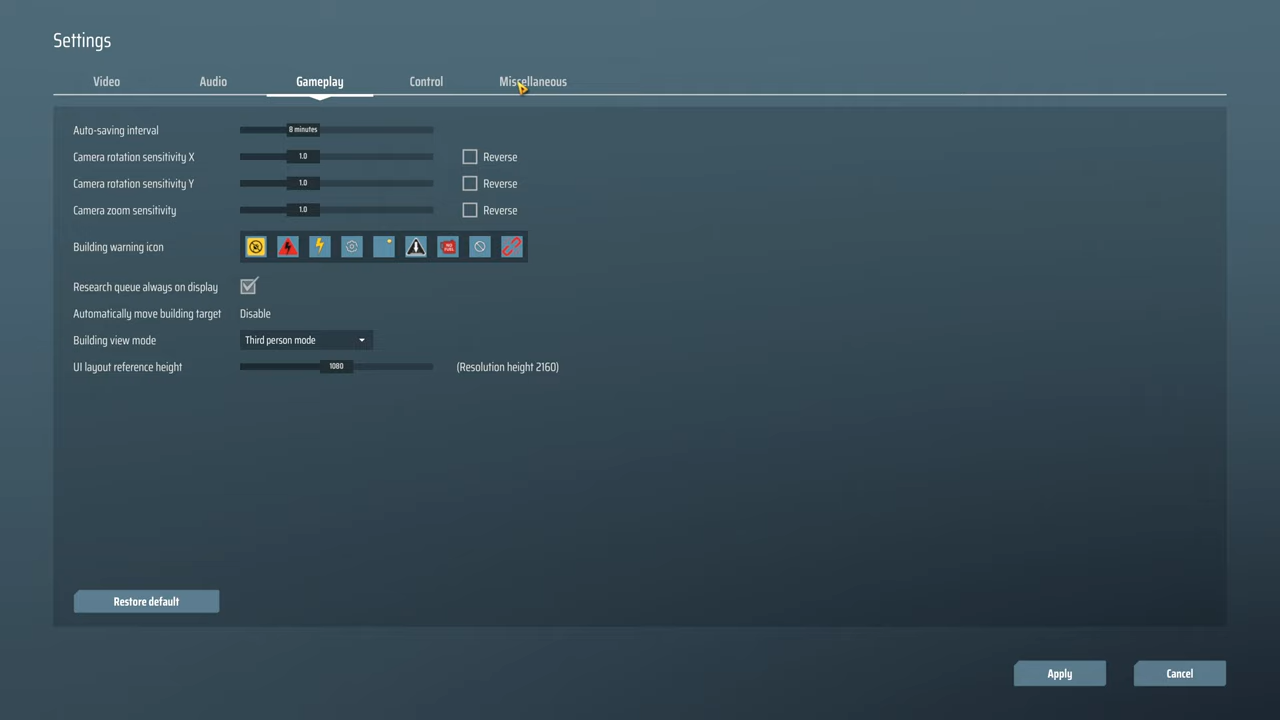 Settings
Video Audio Gameplay Control Miscellaneous
Auto-saving interval 8 minutes
Camera rotation sensitivity X 1.0 Reverse
Camera rotation sensitivity Y 1.0 Reverse
Camera zoom sensitivity 1.0 Reverse
Building warning icon NO FUEL
Research queue always on display
Automatically move building target Disable
Building view mode Third person mode
UI layout reference height 1080 (Resolution height 2160)
Restore default
Apply Cancel